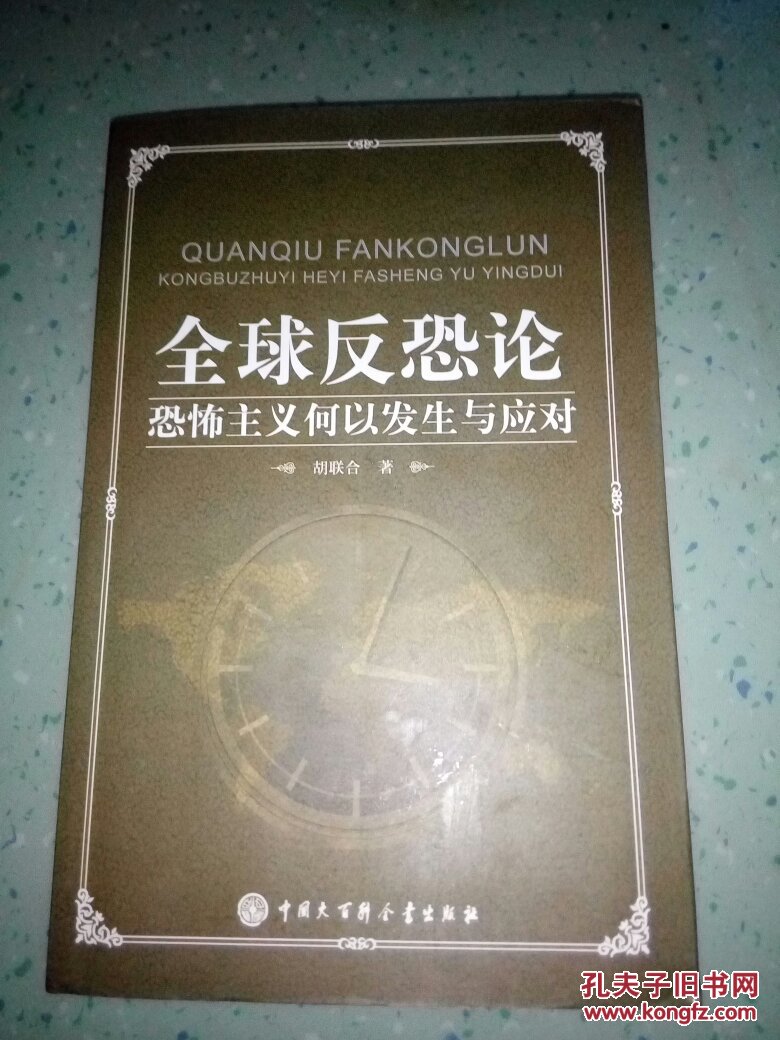 QUANQIU FANKONGLUN
KONGBUZHUYI HEYI FASHENG YU YINGDUI
全球反恐论
恐怖主义何以发生与应对
胡联合 著
中国大百科全书出版社
孔夫子旧书网
www.kongfz.com